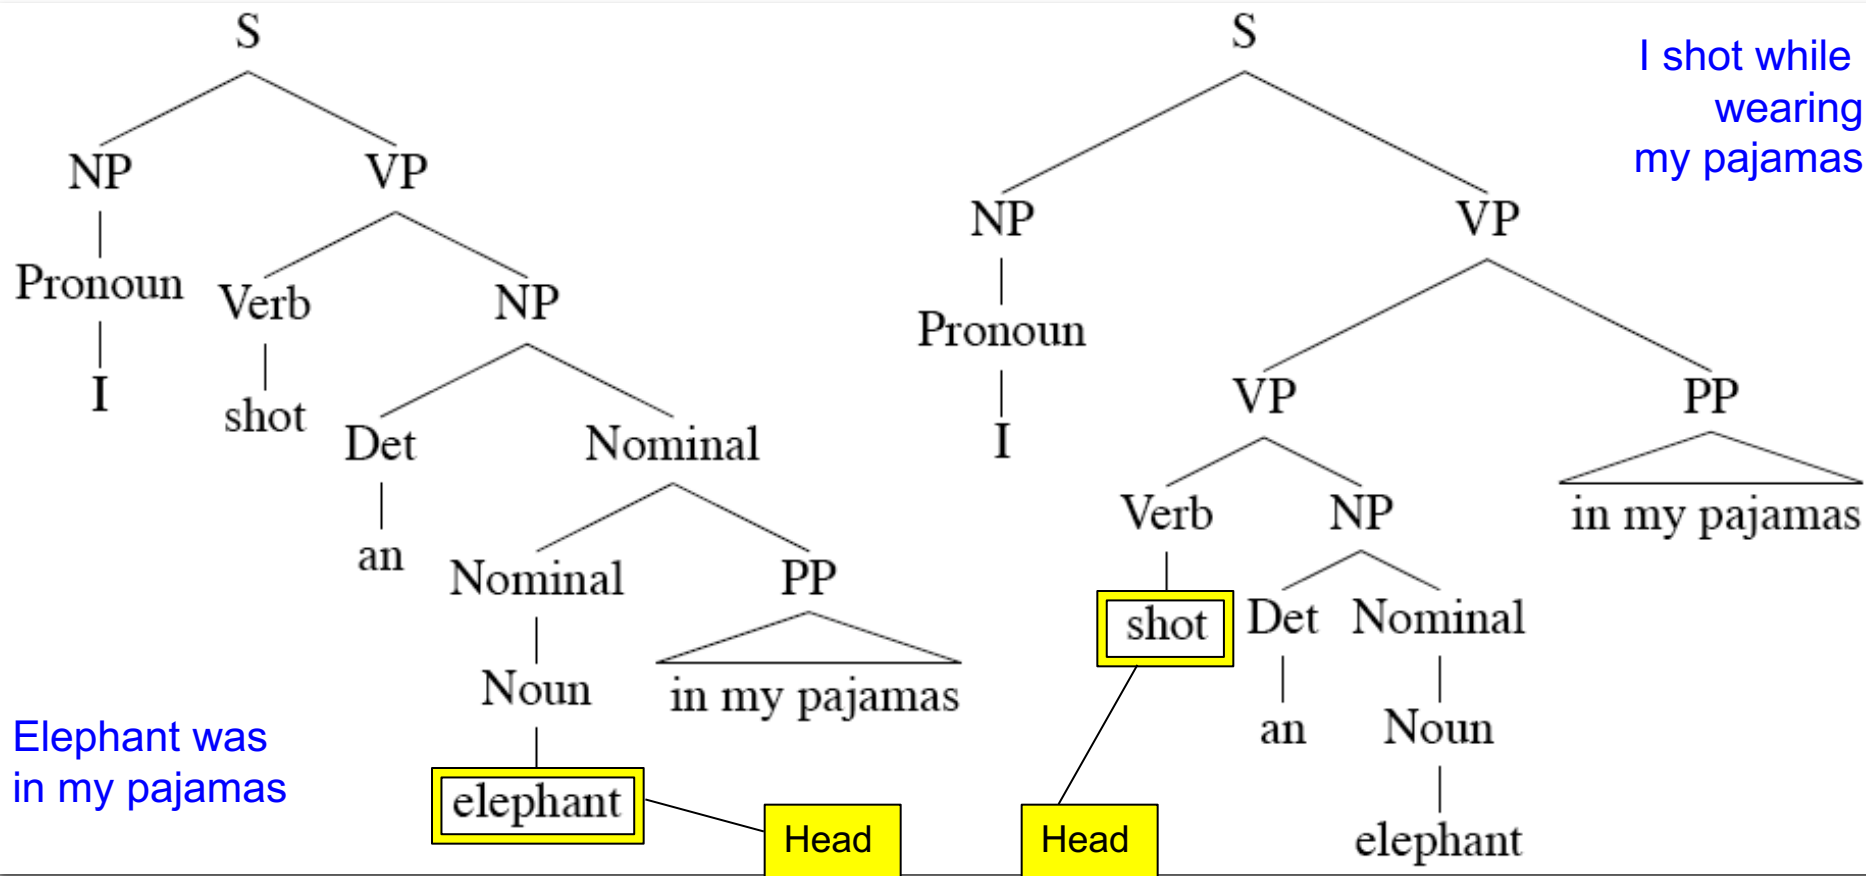 S
NP VP
Pronoun Verb NP
I shot Det Nominal
an Nominal PP
Noun in my pajamas
elephant
Head
Elephant was
in my pajamas
S
I shot while
wearing
my pajamas
NP VP
Pronoun VP PP
I Verb NP in my pajamas
shot Det Nominal
an Noun
elephant
Head